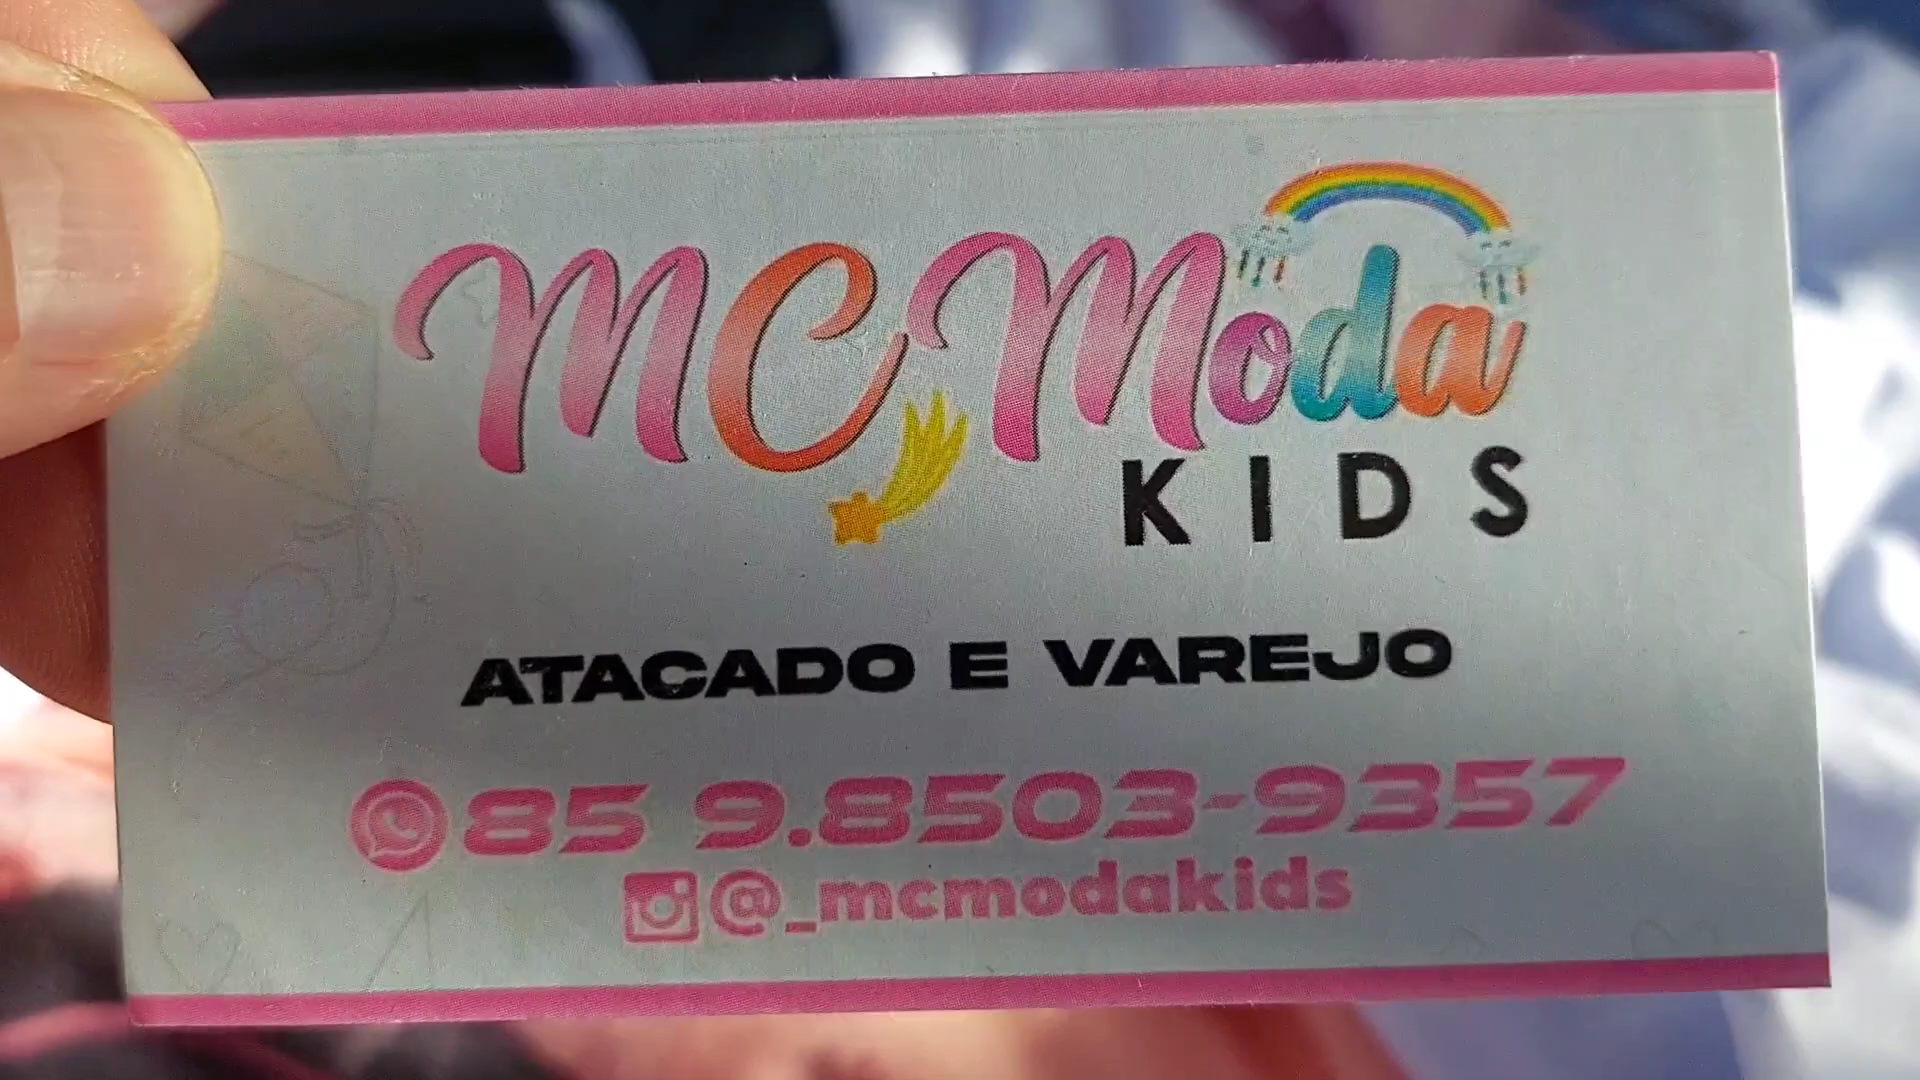 MC Moda
KIDS
ATACADO E VAREJO
85 9.8503-9357
@_mcmodakids